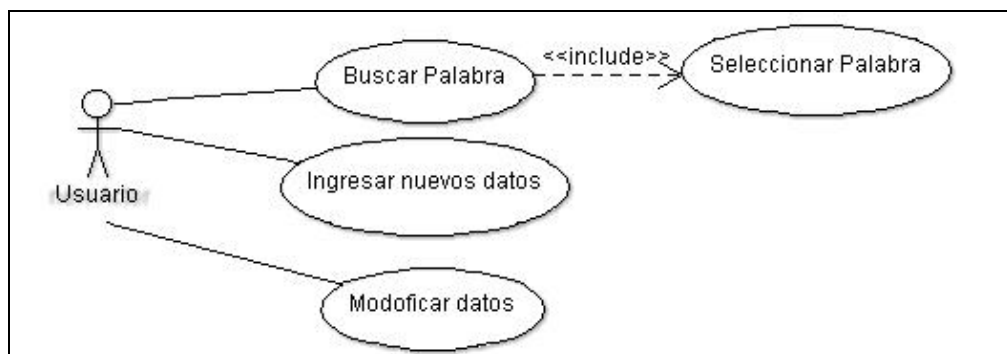 Buscar Palabra
<<include>>
Seleccionar Palabra
Ingresar nuevos datos
Usuario
Modoficar datos